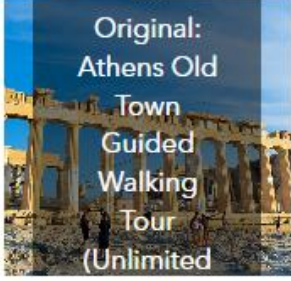 Original:
Athens Old
Town
Guided
Walking
Tour
(Unlimited